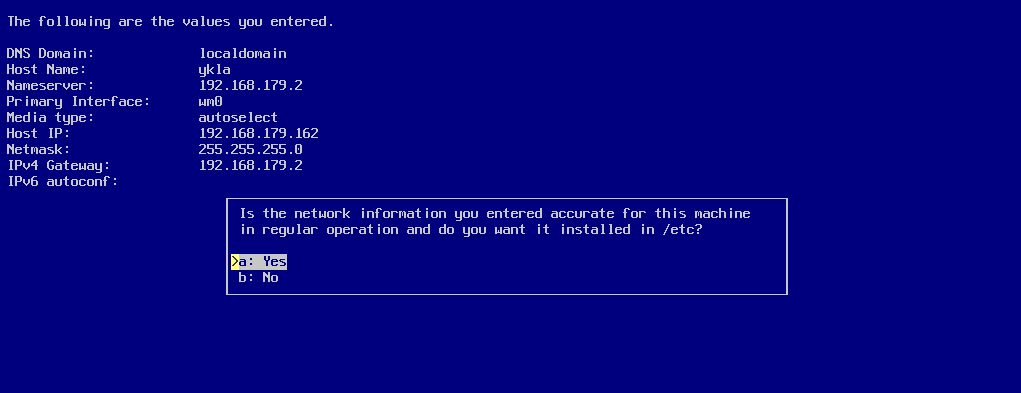 The following are the values you entered.
DNS Domain: localdomain
Host Name: ykla
Nameserver: 192.168.179.2
Primary Interface: wm0
Media type: autoselect
Host IP: 192.168.179.162
Netmask: 255.255.255.0
IPv4 Gateway: 192.168.179.2
IPv6 autoconf:
Is the network information you entered accurate for this machine
in regular operation and do you want it installed in /etc?
>a: Yes
b: No